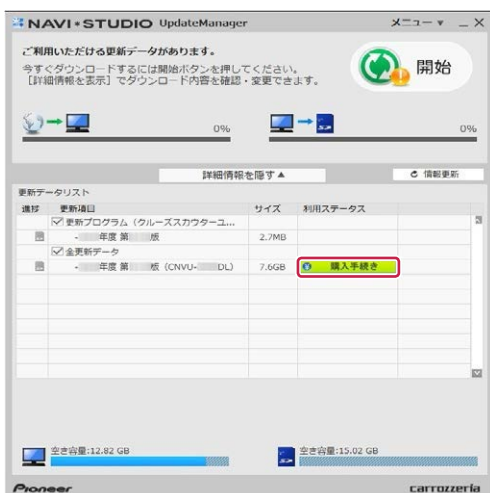 NAVI*STUDIO UpdateManager
メニュー ▼ _ X
ご利用いただける更新データがあります。
今すぐダウンロードするには開始ボタンを押してください。
[詳細情報を表示]でダウンロード内容を確認・変更できます。
開始
0%
0%
詳細情報を隠す▲
情報更新
更新データリスト
進捗 更新項目 サイズ 利用ステータス
更新プログラム(クルーズスカウターユ...
- 年度 第 版 2.7MB
全更新データ
- 年度 第 版 (CNVU- DL) 7.6GB 購入手続き
空き容量:12.82 GB
空き容量:15.02 GB
Pioneer
carrozzeria